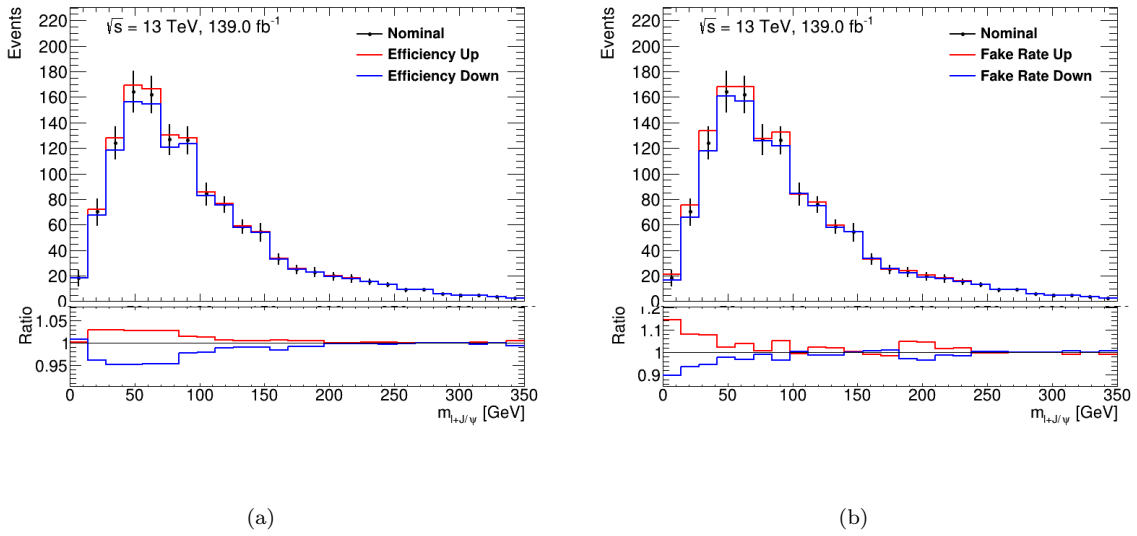 √s = 13 TeV, 139.0 fb⁻¹
Nominal
Efficiency Up
Efficiency Down
Events
220
200
180
160
140
120
100
80
60
40
20
0
Ratio
1.05
1
0.95
0 50 100 150 200 250 300 350
m_{l+J/ψ} [GeV]
(a)
√s = 13 TeV, 139.0 fb⁻¹
Nominal
Fake Rate Up
Fake Rate Down
Events
220
200
180
160
140
120
100
80
60
40
20
0
Ratio
1.2
1.1
1
0.9
0 50 100 150 200 250 300 350
m_{l+J/ψ} [GeV]
(b)